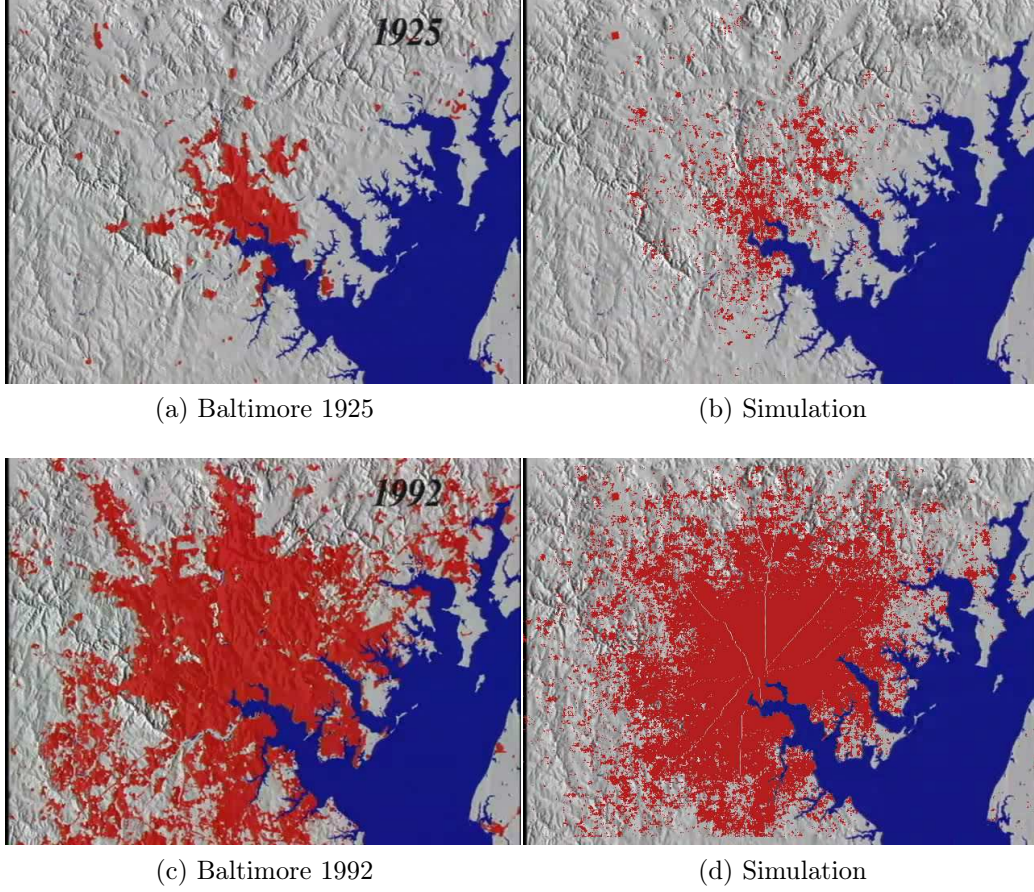 1925
(a) Baltimore 1925
(b) Simulation
1992
(c) Baltimore 1992
(d) Simulation